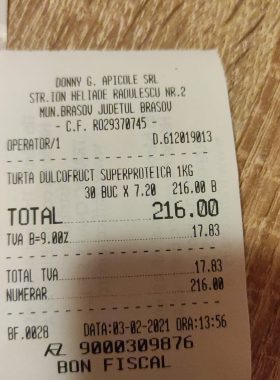 DONNY G. APICOLE SRL
STR.ION HELIADE RADULESCU NR.2
MUN.BRASOV JUDETUL BRASOV
- C.F. RO29370745 -
OPERATOR/1 D.612019013
TURTA DULCOFRUCT SUPERPROTEICA 1KG
30 BUC X 7.20 216.00 B
TOTAL 216.00
TVA B=9.00% 17.83
TOTAL TVA 17.83
NUMERAR 216.00
BF.0028 DATA:03-02-2021 ORA:13:56
9000309876
BON FISCAL